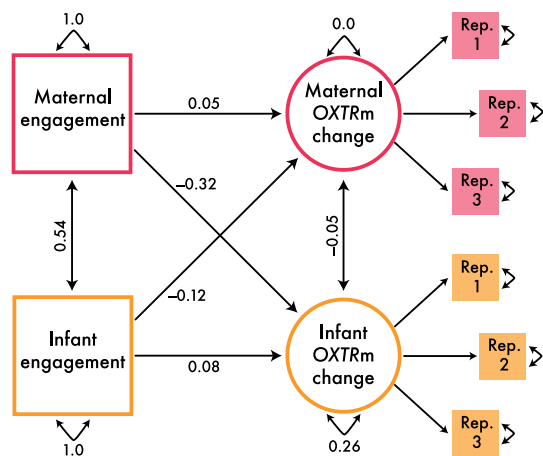 1.0
0.0
Rep.
1
Maternal
engagement
0.05
Maternal
OXTRm
change
Rep.
2
–0.32
Rep.
3
0.54
–0.05
–0.12
Rep.
1
Infant
engagement
0.08
Infant
OXTRm
change
Rep.
2
Rep.
3
1.0
0.26